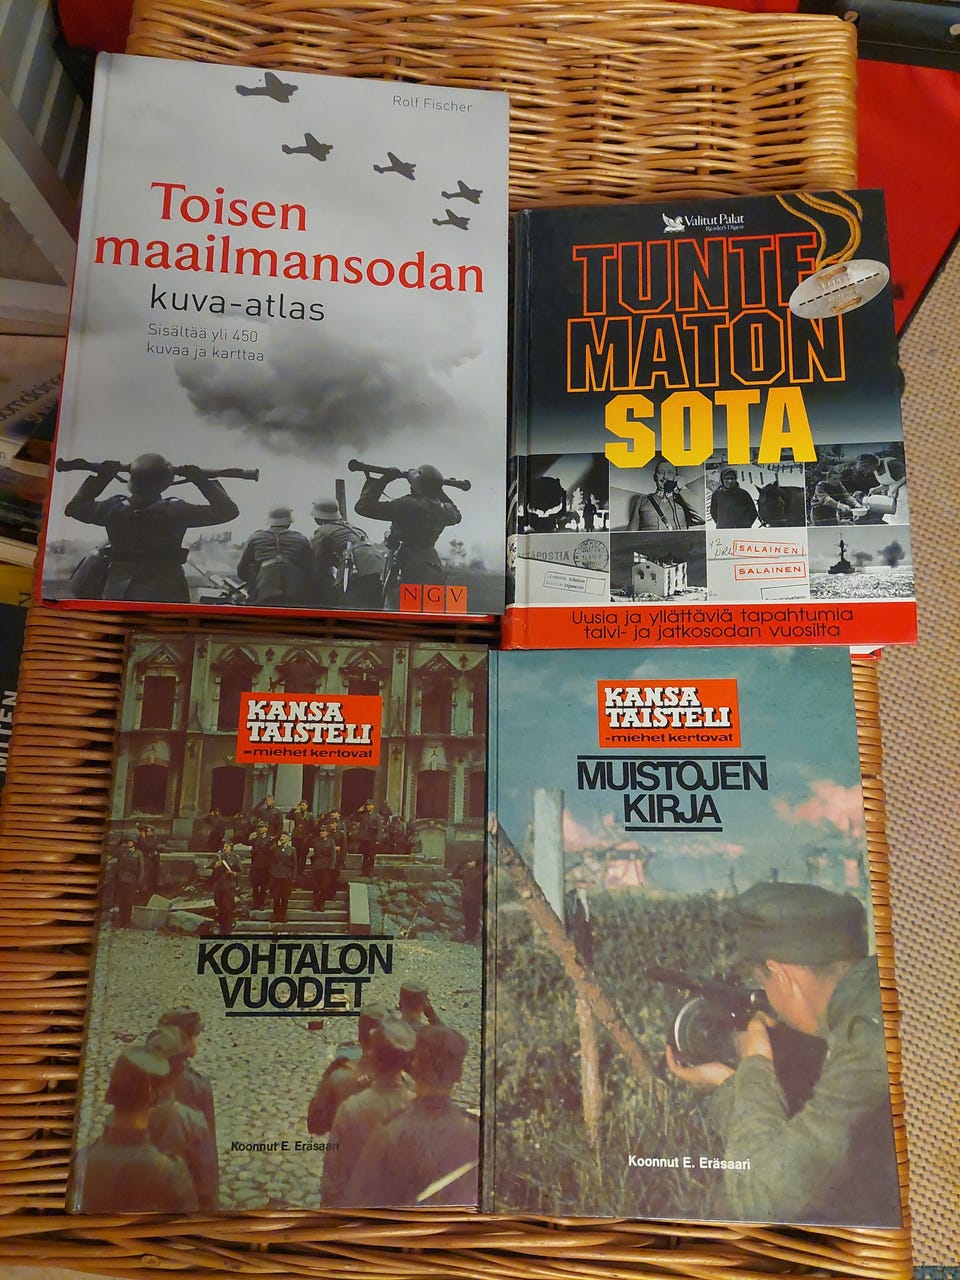 Rolf Fischer
Toisen
maailmansodan
kuva-atlas
Sisältää yli 450
kuvaa ja karttaa
NGV
Valitut Palat
Reader's Digest
TUNTE
MATON
SOTA
SALAINEN
SALAINEN
Uusia ja yllättäviä tapahtumia
talvi- ja jatkosodan vuosilta
KANSA
TAISTELI
-miehet kertovat
KOHTALON
VUODET
Koonnut E. Eräsaari
KANSA
TAISTELI
-miehet kertovat
MUISTOJEN
KIRJA
Koonnut E. Eräsaari